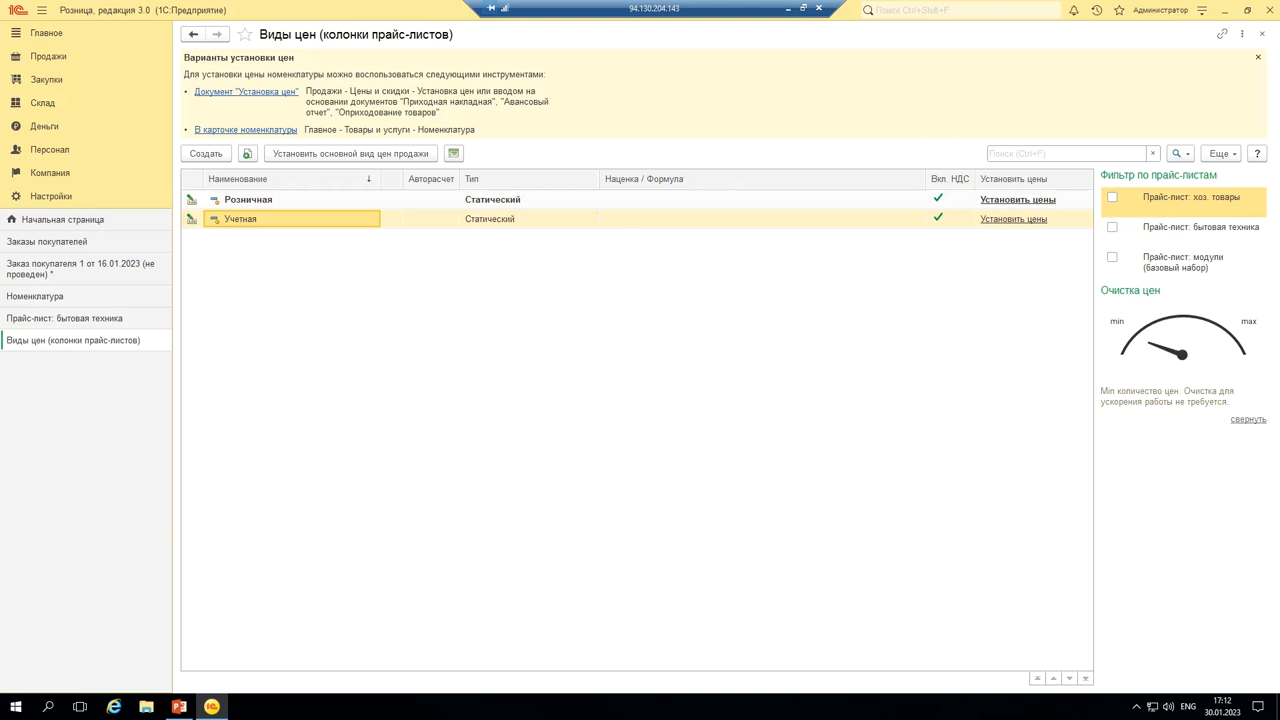 1С Розница, редакция 3.0 (1С:Предприятие)
94.130.204.143
Поиск Ctrl+Shift+F
Администратор
Главное
Продажи
Закупки
Склад
Деньги
Персонал
Компания
Настройки
Начальная страница
Заказы покупателей
Заказ покупателя 1 от 16.01.2023 (не
проведен) *
Номенклатура
Прайс-лист: бытовая техника
Виды цен (колонки прайс-листов)
Виды цен (колонки прайс-листов)
Варианты установки цен
Для установки цены номенклатуры можно воспользоваться следующими инструментами:
• Документ "Установка цен" Продажи - Цены и скидки - Установка цен или вводом на
основании документов "Приходная накладная", "Авансовый
отчет", "Оприходование товаров"
• В карточке номенклатуры Главное - Товары и услуги - Номенклатура
Создать Установить основной вид цен продажи Поиск (Ctrl+F) × Еще ?
Наименование ↓ Авторасчет Тип Наценка / Формула Вкл. НДС Установить цены
Розничная Статический Установить цены
Учетная Статический Установить цены
Фильтр по прайс-листам
Прайс-лист: хоз. товары
Прайс-лист: бытовая техника
Прайс-лист: модули
(базовый набор)
Очистка цен
min max
Min количество цен. Очистка для
ускорения работы не требуется.
свернуть
ENG
17:12
30.01.2023